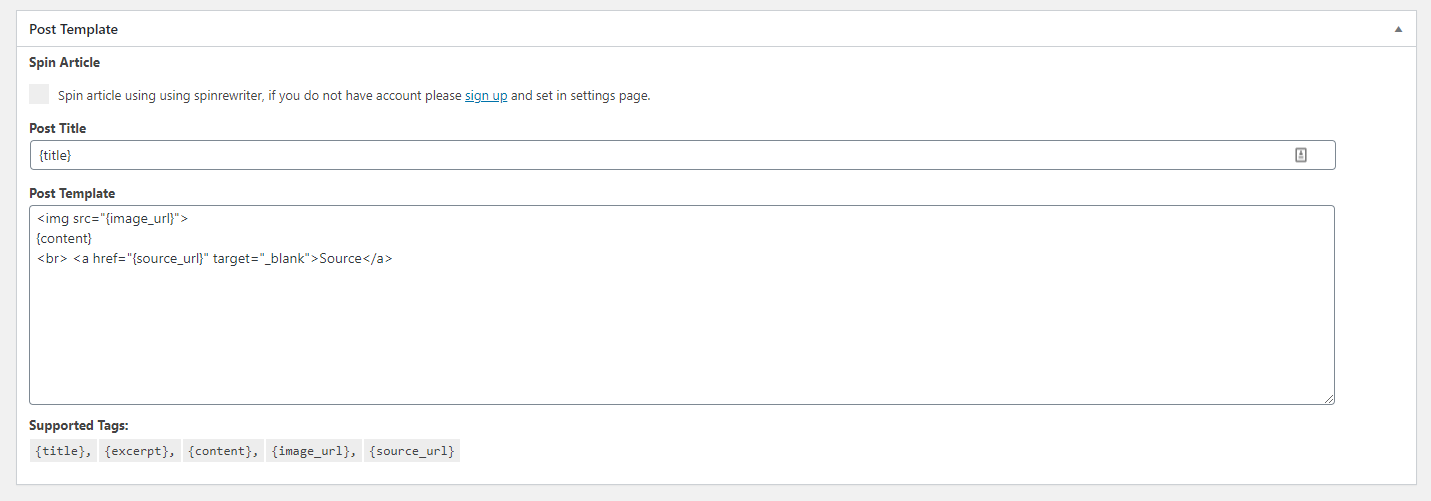 Post Template
Spin Article
Spin article using using spinrewriter, if you do not have account please sign up and set in settings page.
Post Title
{title}
Post Template
<img src="{image_url}">
{content}
<br> <a href="{source_url}" target="_blank">Source</a>
Supported Tags:
{title}, {excerpt}, {content}, {image_url}, {source_url}